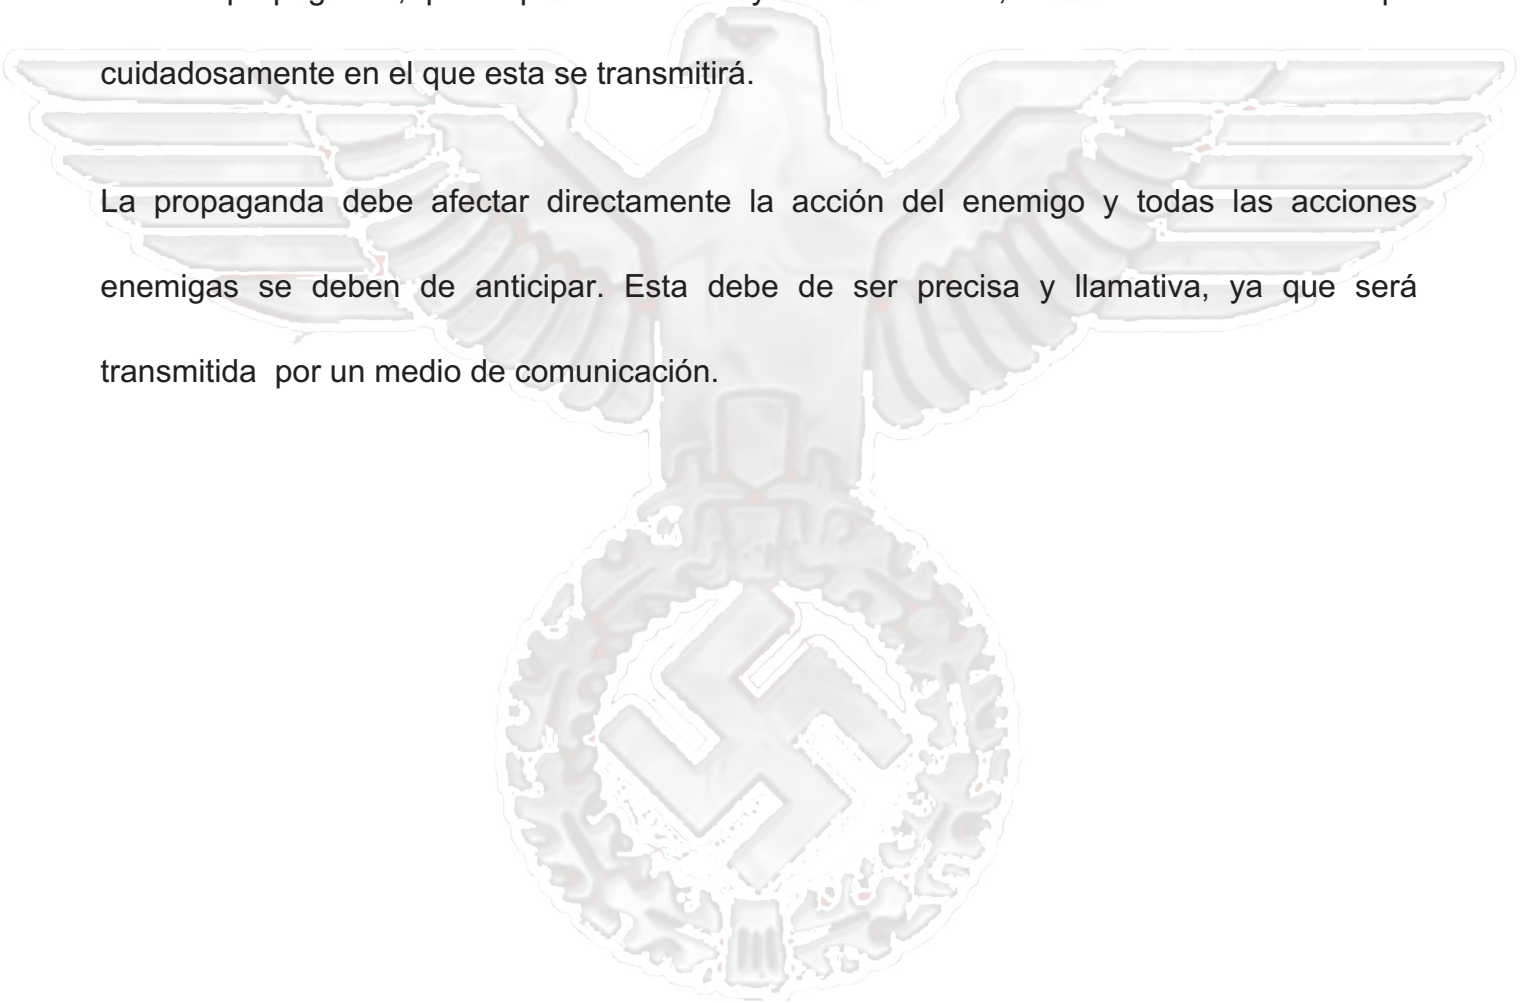 cuidadosamente en el que esta se transmitirá.
La propaganda debe afectar directamente la acción del enemigo y todas las acciones
enemigas se deben de anticipar. Esta debe de ser precisa y llamativa, ya que será
transmitida por un medio de comunicación.